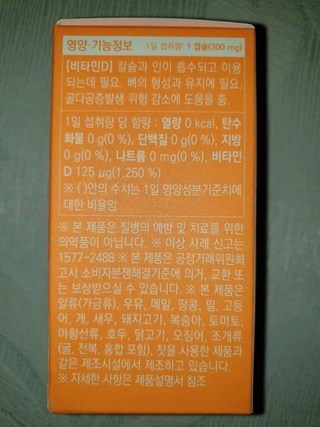 영양·기능정보 1일 섭취량: 1 캡슐(300 mg)
[비타민D] 칼슘과 인이 흡수되고 이용
되는데 필요. 뼈의 형성과 유지에 필요.
골다공증발생 위험 감소에 도움을 줌.
1일 섭취량 당 함량 : 열량 0 kcal, 탄수
화물 0 g(0 %), 단백질 0 g(0 %), 지방
0 g(0 %), 나트륨 0 mg(0 %), 비타민
D 125 μg(1,250 %)
※ ( )안의 수치는 1일 영양성분기준치에
대한 비율임
※ 본 제품은 질병의 예방 및 치료를 위한
의약품이 아닙니다. ※ 이상 사례 신고는
1577-2488 ※ 본 제품은 공정거래위원회
고시 소비자분쟁해결기준에 의거, 교환 또
는 보상받으실 수 있습니다. ※ 본 제품은
알류(가금류), 우유, 메밀, 땅콩, 밀, 고등
어, 게, 새우, 돼지고기, 복숭아, 토마토,
아황산류, 호두, 닭고기, 오징어, 조개류
(굴, 전복, 홍합 포함), 잣을 사용한 제품과
같은 제조시설에서 제조하고 있습니다.
※ 자세한 사항은 제품설명서 참조